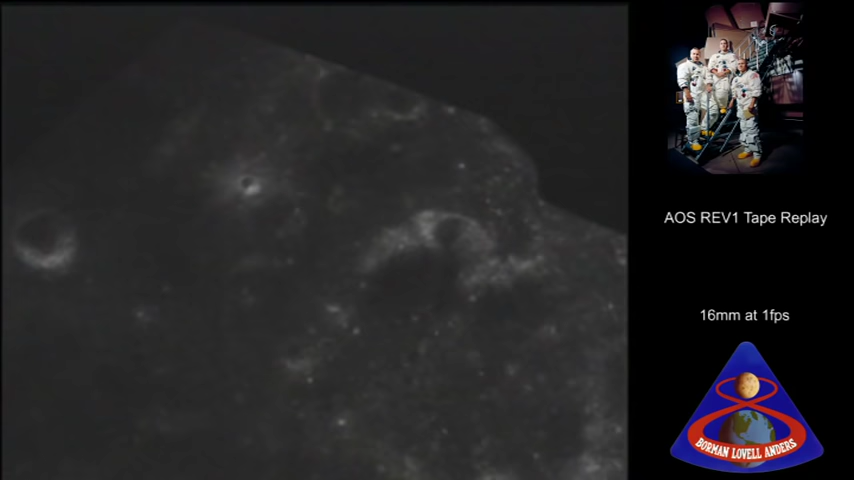 AOS REV1 Tape Replay
16mm at 1fps
BORMAN LOVELL ANDERS